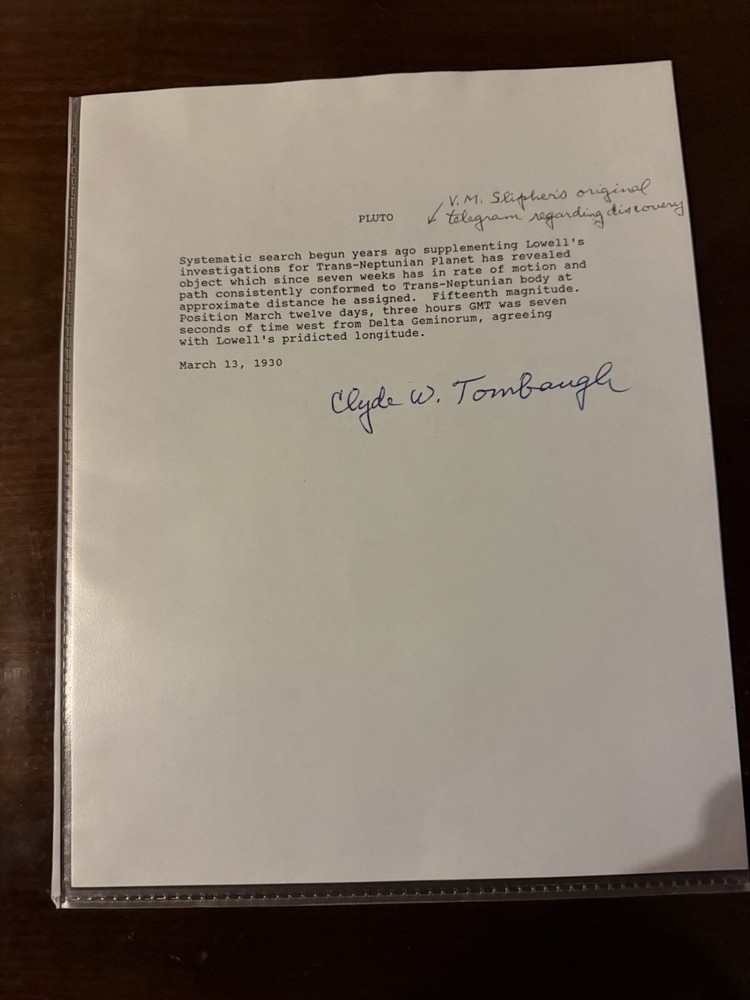 V.M. Slipher's original
PLUTO ↙ telegram regarding discovery
Systematic search begun years ago supplementing Lowell's
investigations for Trans-Neptunian Planet has revealed
object which since seven weeks has in rate of motion and
path consistently conformed to Trans-Neptunian body at
approximate distance he assigned. Fifteenth magnitude.
Position March twelve days, three hours GMT was seven
seconds of time west from Delta Geminorum, agreeing
with Lowell's pridicted longitude.
March 13, 1930
Clyde W. Tombaugh